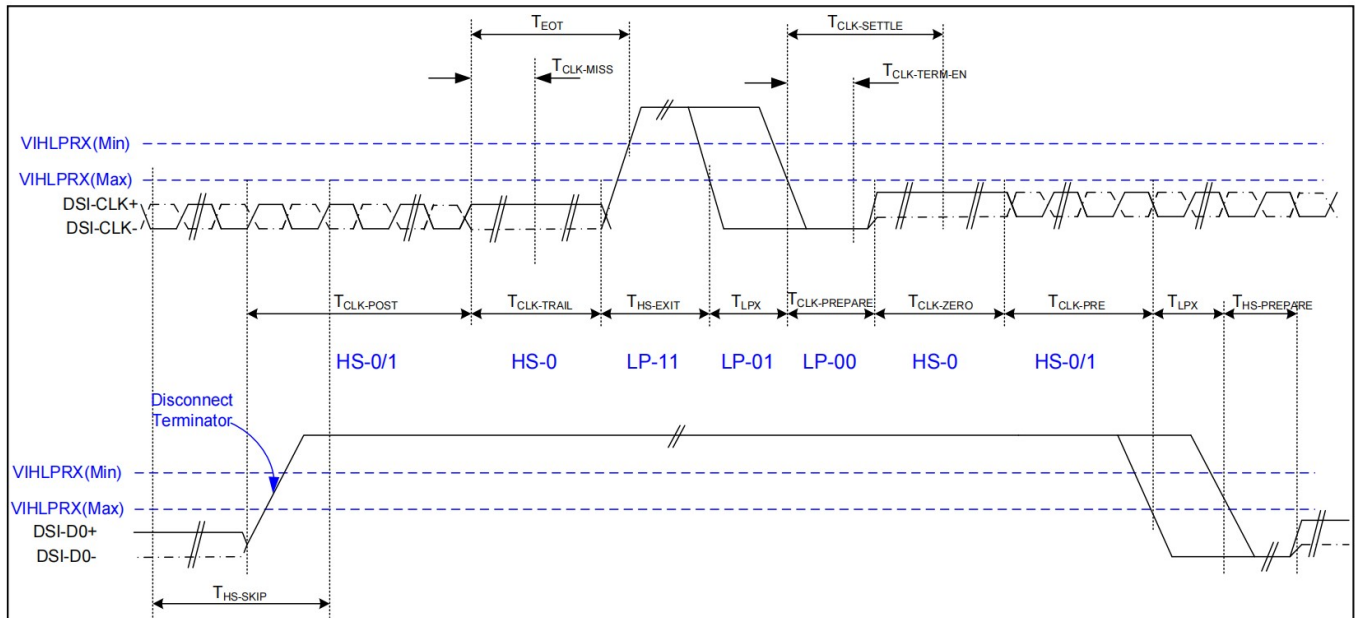 TEOT
TCLK-SETTLE
TCLK-MISS
TCLK-TERM-EN
VIHLPRX(Min)
VIHLPRX(Max)
DSI-CLK+
DSI-CLK-
TCLK-POST
TCLK-TRAIL
THS-EXIT
TLPX
TCLK-PREPARE
TCLK-ZERO
TCLK-PRE
TLPX
THS-PREPARE
HS-0/1
HS-0
LP-11
LP-01
LP-00
HS-0
HS-0/1
Disconnect
Terminator
VIHLPRX(Min)
VIHLPRX(Max)
DSI-D0+
DSI-D0-
THS-SKIP